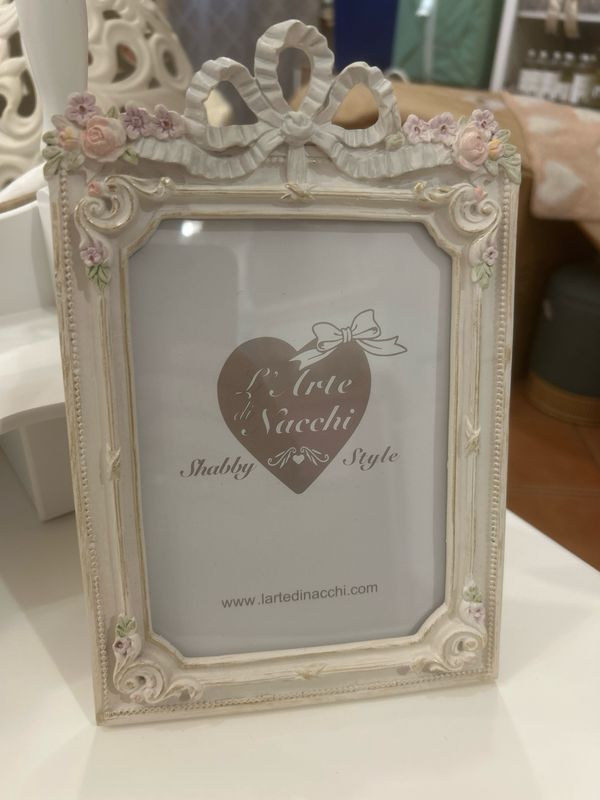 L'Arte
di Nacchi
Shabby Style
www.lartedinacchi.com